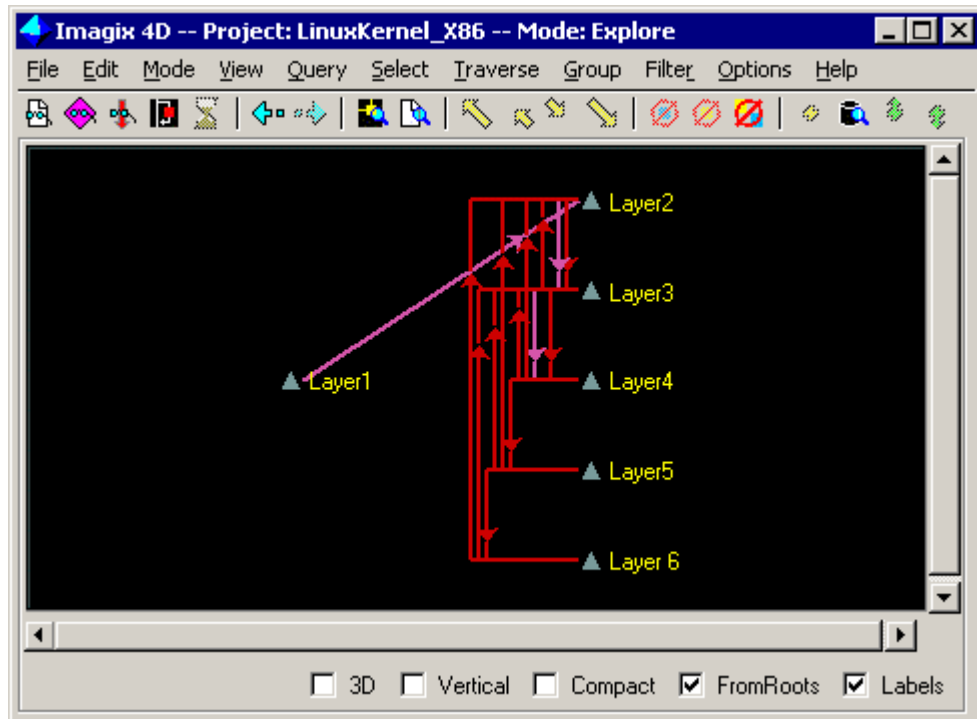 Imagix 4D -- Project: LinuxKernel_X86 -- Mode: Explore
File Edit Mode View Query Select Traverse Group Filter Options Help
Layer2
Layer3
Layer1
Layer4
Layer5
Layer 6
3D Vertical Compact FromRoots Labels